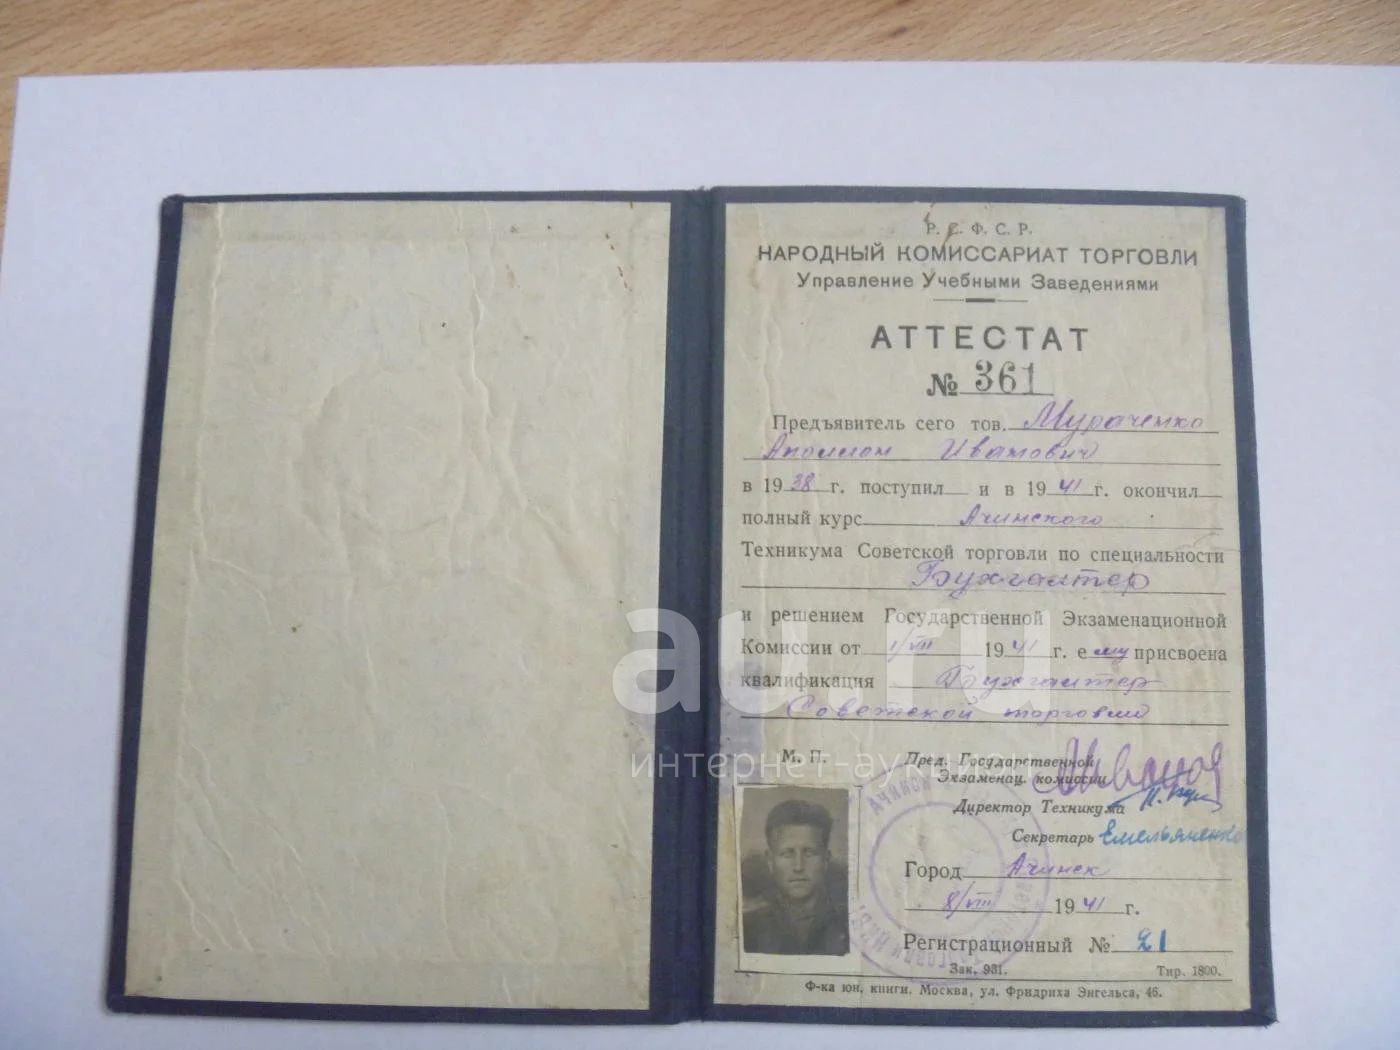 Р. С. Ф. С. Р.
НАРОДНЫЙ КОМИССАРИАТ ТОРГОВЛИ
Управление Учебными Заведениями
АТТЕСТАТ
№ 361
Предъявитель сего тов. Мураченко
Аполлон Иванович
в 1938 г. поступил и в 1941 г. окончил
полный курс Ачинского
Техникума Советской торговли по специальности
Бухгалтер
и решением Государственной Экзаменационной
Комиссии от 1/VIII 1941 г. ему присвоена
квалификация Бухгалтер
Советской торговли
au.ru
интернет-аукцион
М. П.
Пред. Государственной
Экзаменац. комиссии
Директор Техникума
Секретарь Емельяненко
Город Ачинск
8/VIII 1941 г.
Регистрационный № 21
Зак. 931. Тир. 1800.
Ф-ка юн. книги. Москва, ул. Фридриха Энгельса, 46.